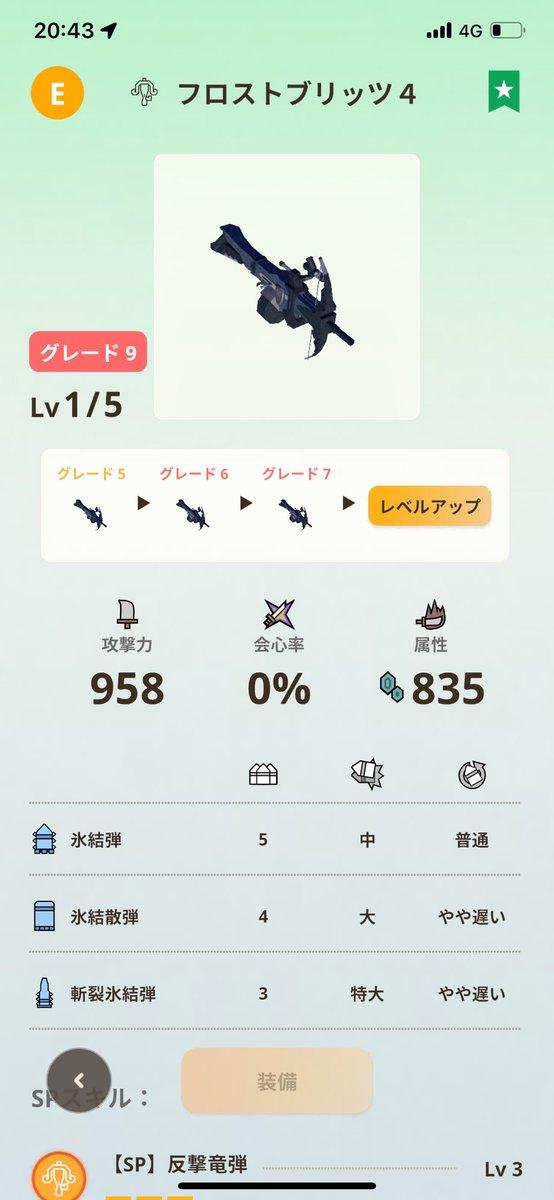 20:43 4G
E フロストブリッツ 4
グレード 9
Lv 1/5
グレード 5 グレード 6 グレード 7
レベルアップ
攻撃力 会心率 属性
958 0% 835
氷結弾 5 中 普通
氷結散弾 4 大 やや遅い
斬裂氷結弾 3 特大 やや遅い
装備
SPスキル：
【SP】反撃竜弾 Lv 3